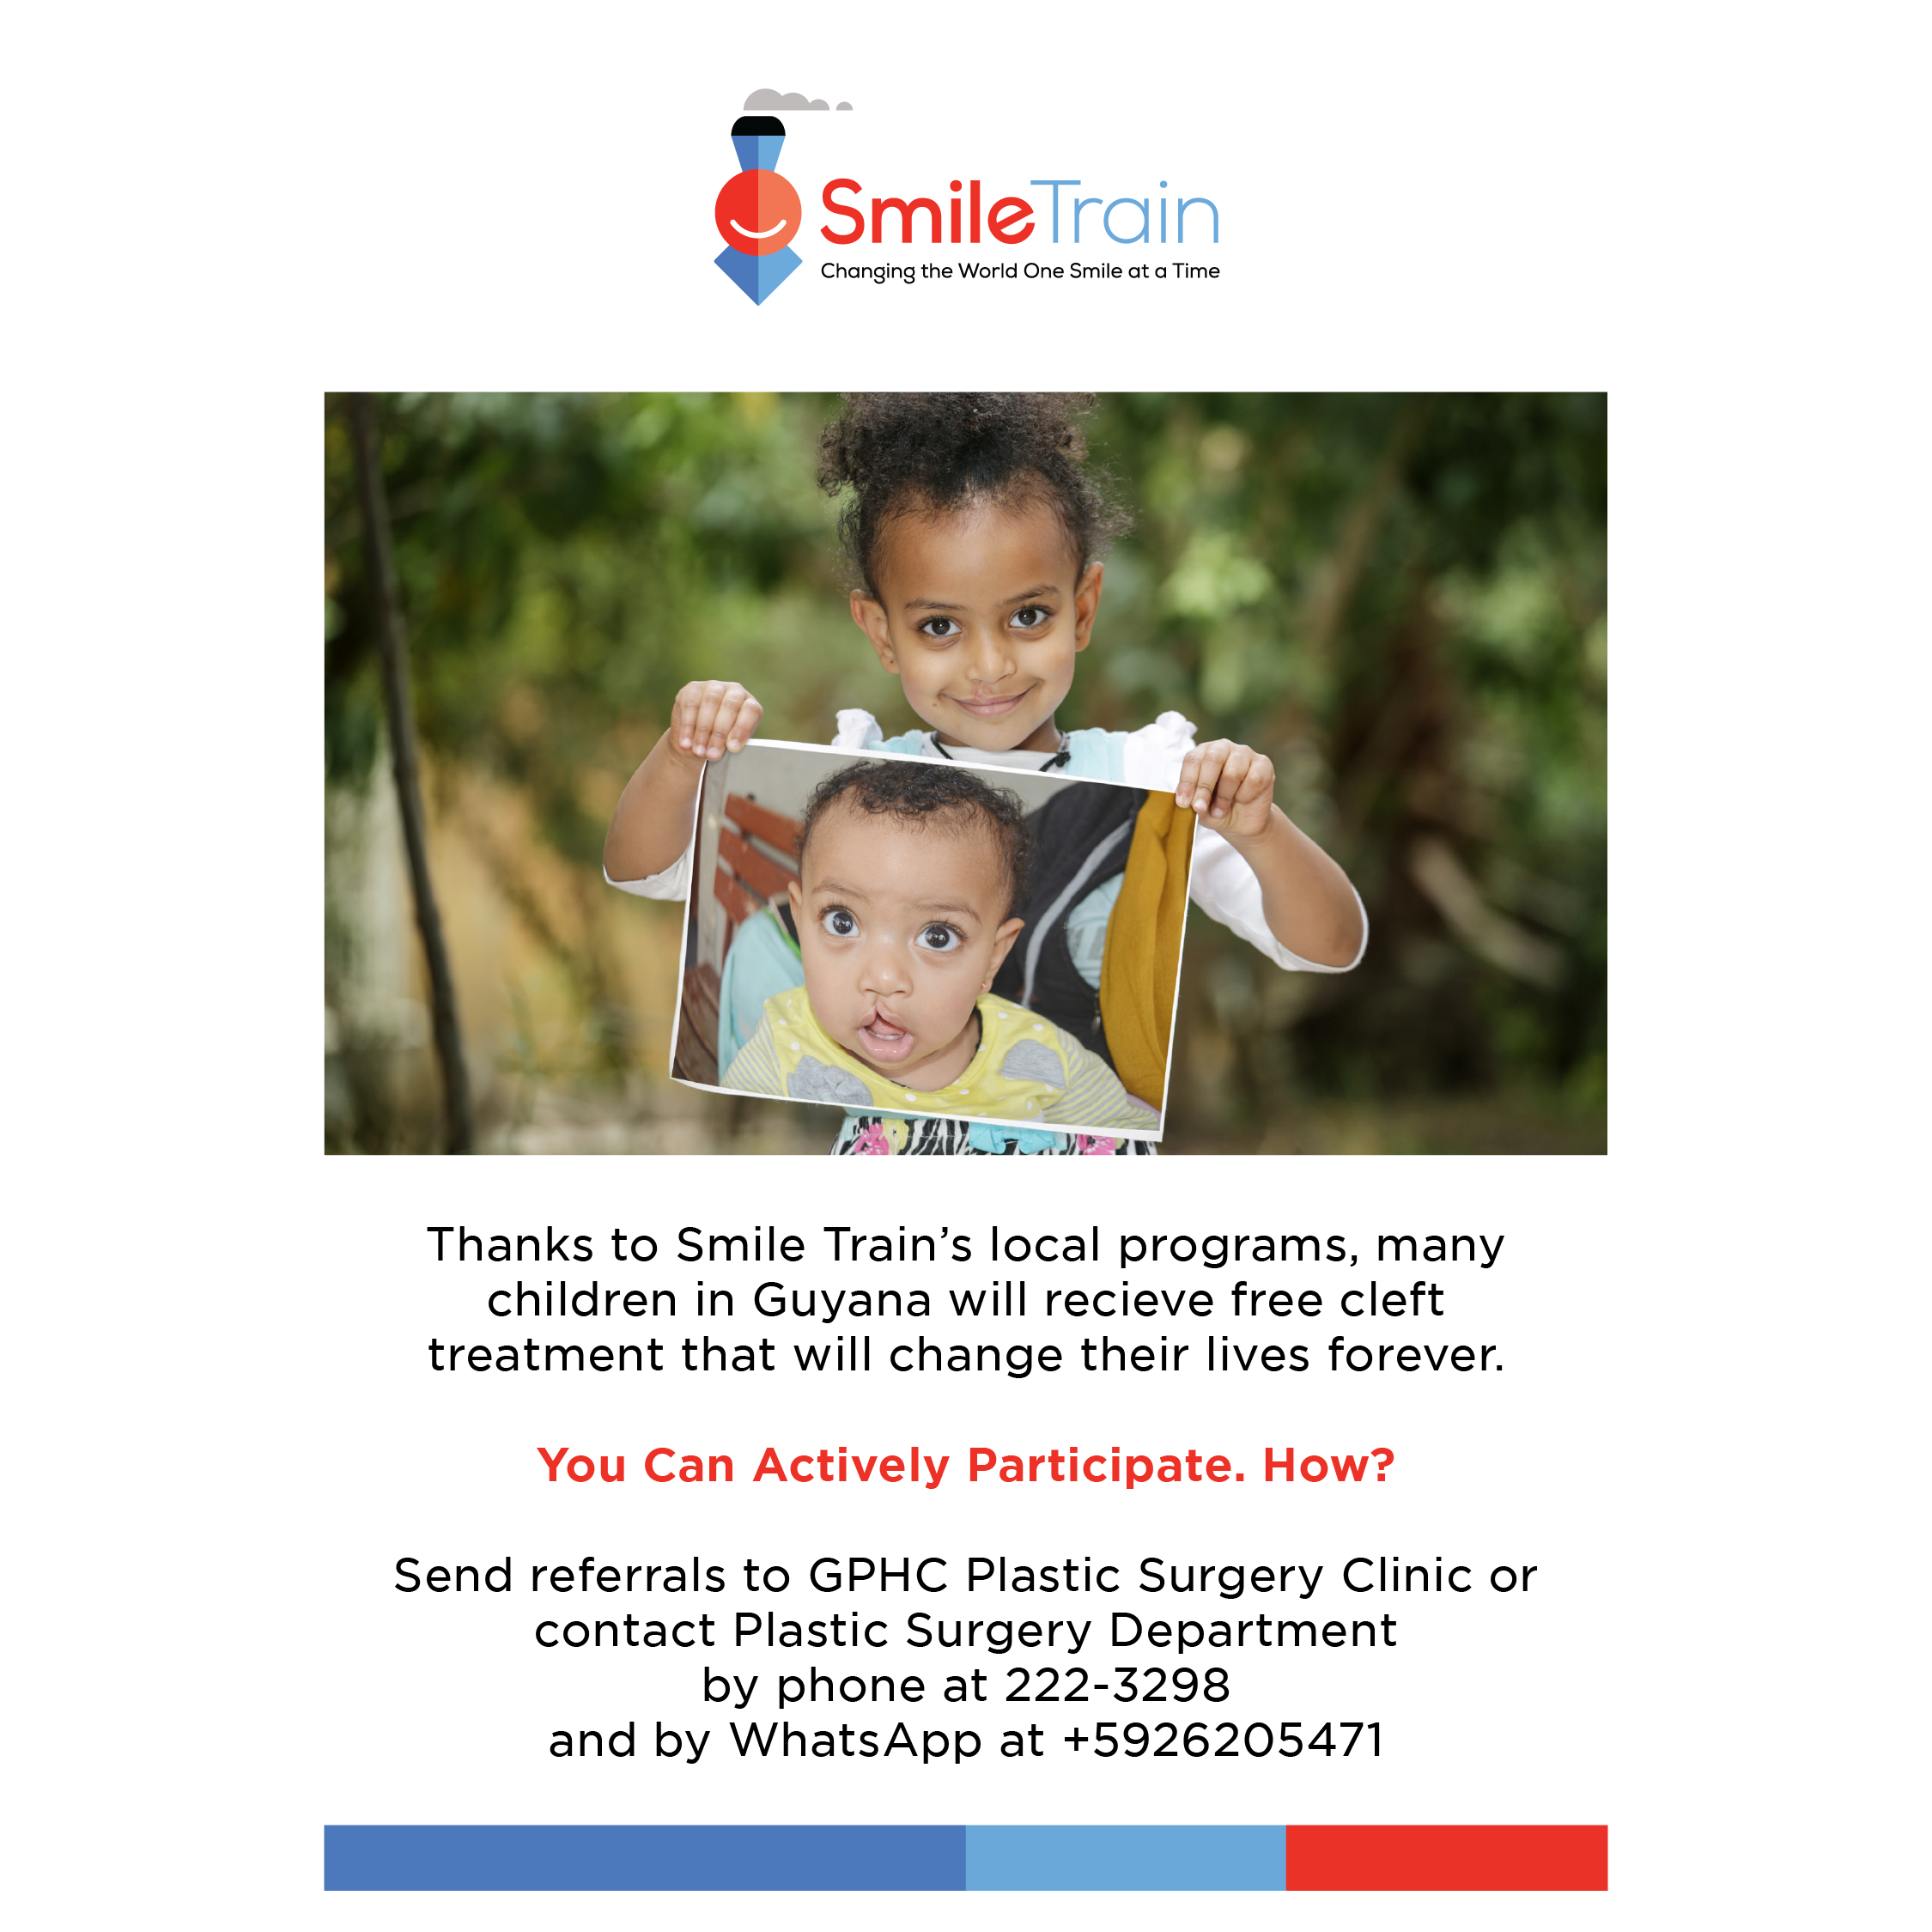 SmileTrain
Changing the World One Smile at a Time
Thanks to Smile Train’s local programs, many
children in Guyana will recieve free cleft
treatment that will change their lives forever.
You Can Actively Participate. How?
Send referrals to GPHC Plastic Surgery Clinic or
contact Plastic Surgery Department
by phone at 222-3298
and by WhatsApp at +5926205471